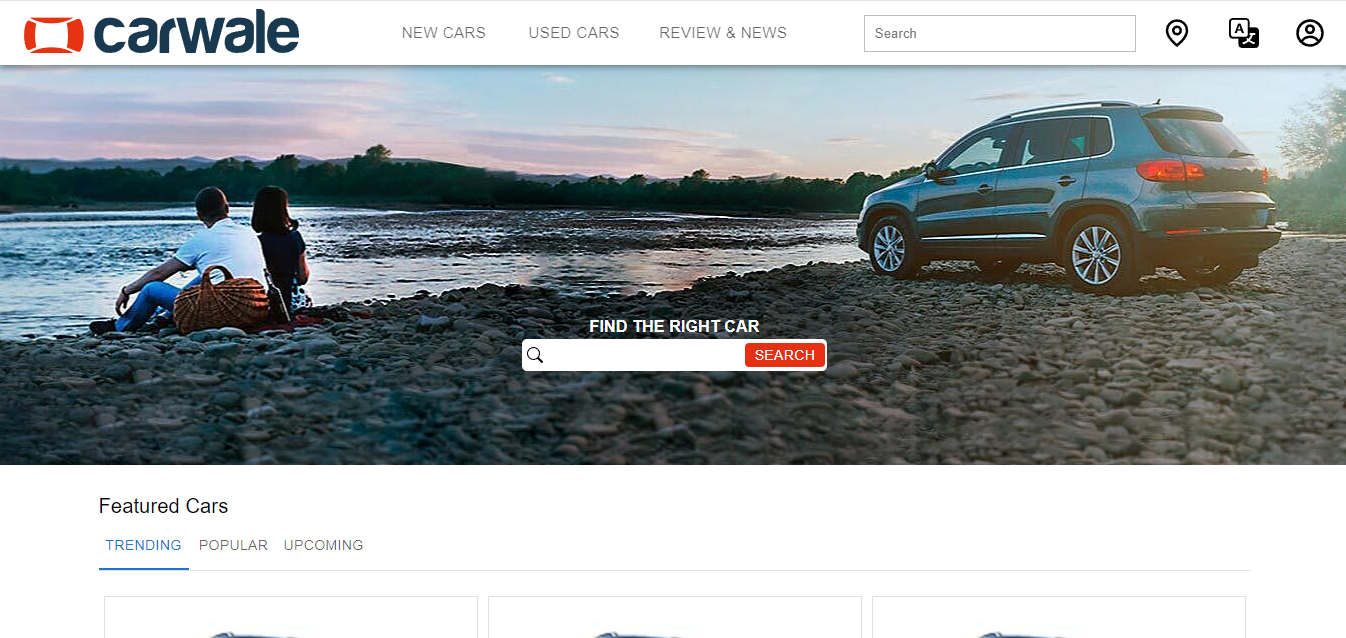 carwale
NEW CARS
USED CARS
REVIEW & NEWS
Search
A
FIND THE RIGHT CAR
SEARCH
Featured Cars
TRENDING
POPULAR
UPCOMING